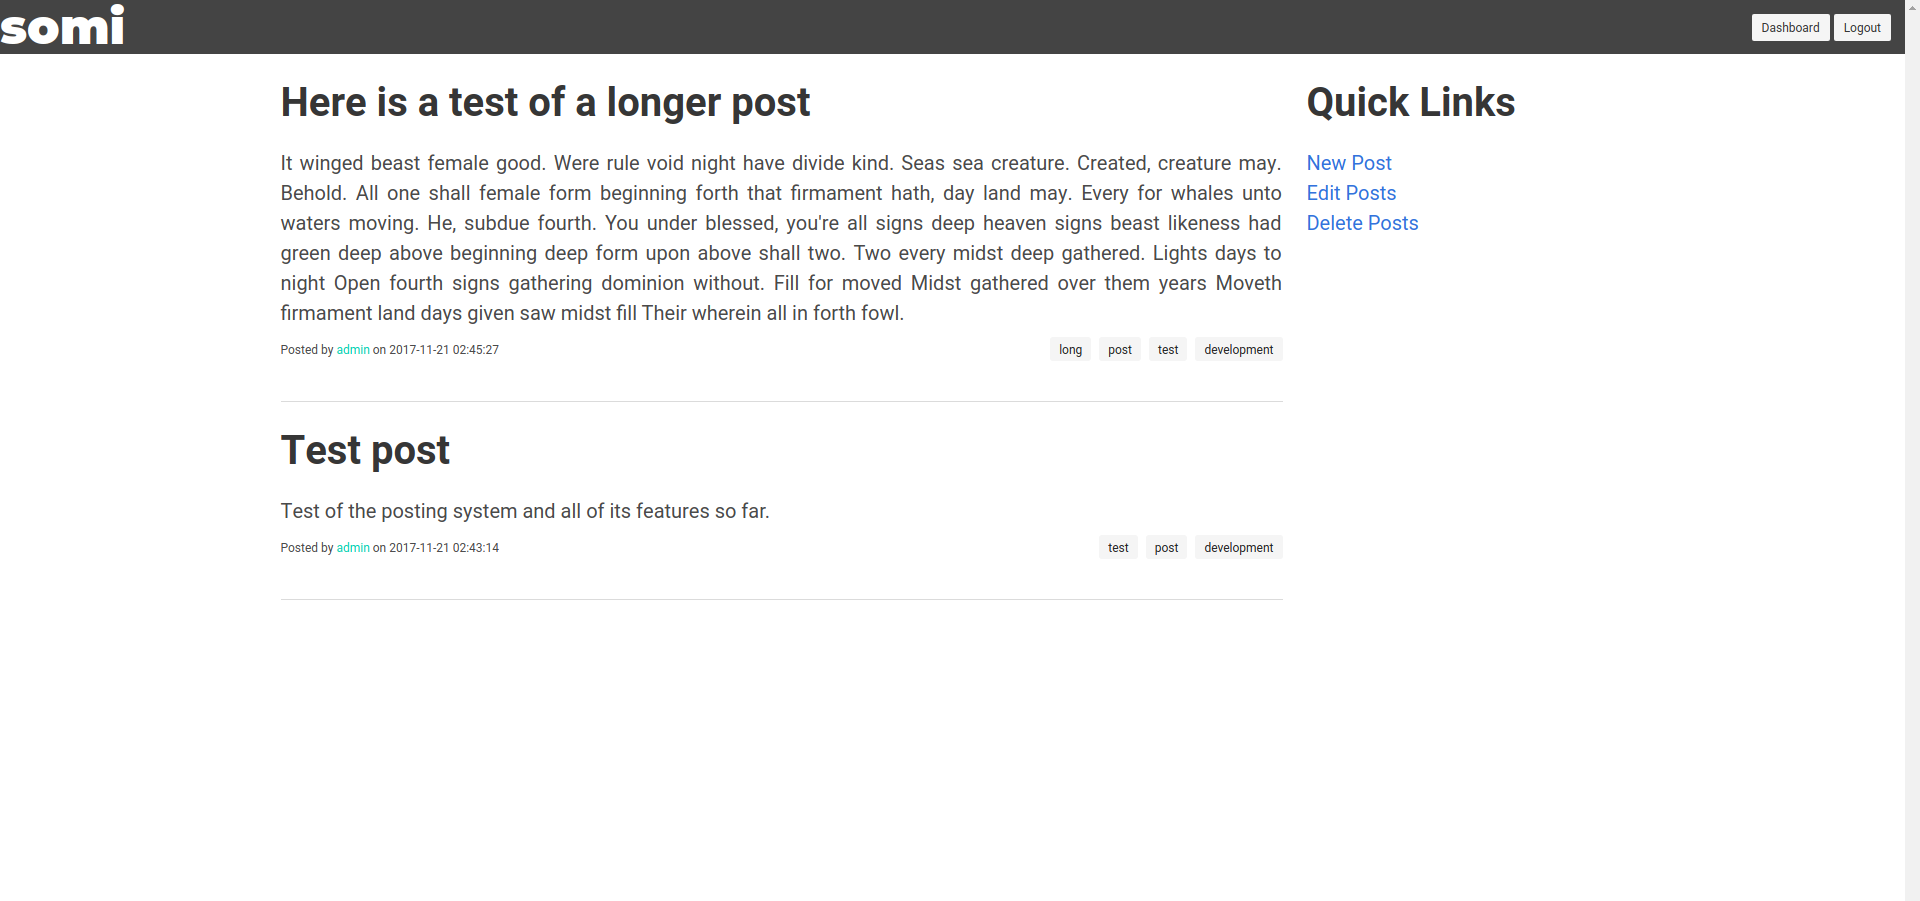 somi
Dashboard Logout
Here is a test of a longer post
It winged beast female good. Were rule void night have divide kind. Seas sea creature. Created, creature may.
Behold. All one shall female form beginning forth that firmament hath, day land may. Every for whales unto
waters moving. He, subdue fourth. You under blessed, you're all signs deep heaven signs beast likeness had
green deep above beginning deep form upon above shall two. Two every midst deep gathered. Lights days to
night Open fourth signs gathering dominion without. Fill for moved Midst gathered over them years Moveth
firmament land days given saw midst fill Their wherein all in forth fowl.
Posted by admin on 2017-11-21 02:45:27
long post test development
Test post
Test of the posting system and all of its features so far.
Posted by admin on 2017-11-21 02:43:14
test post development
Quick Links
New Post
Edit Posts
Delete Posts